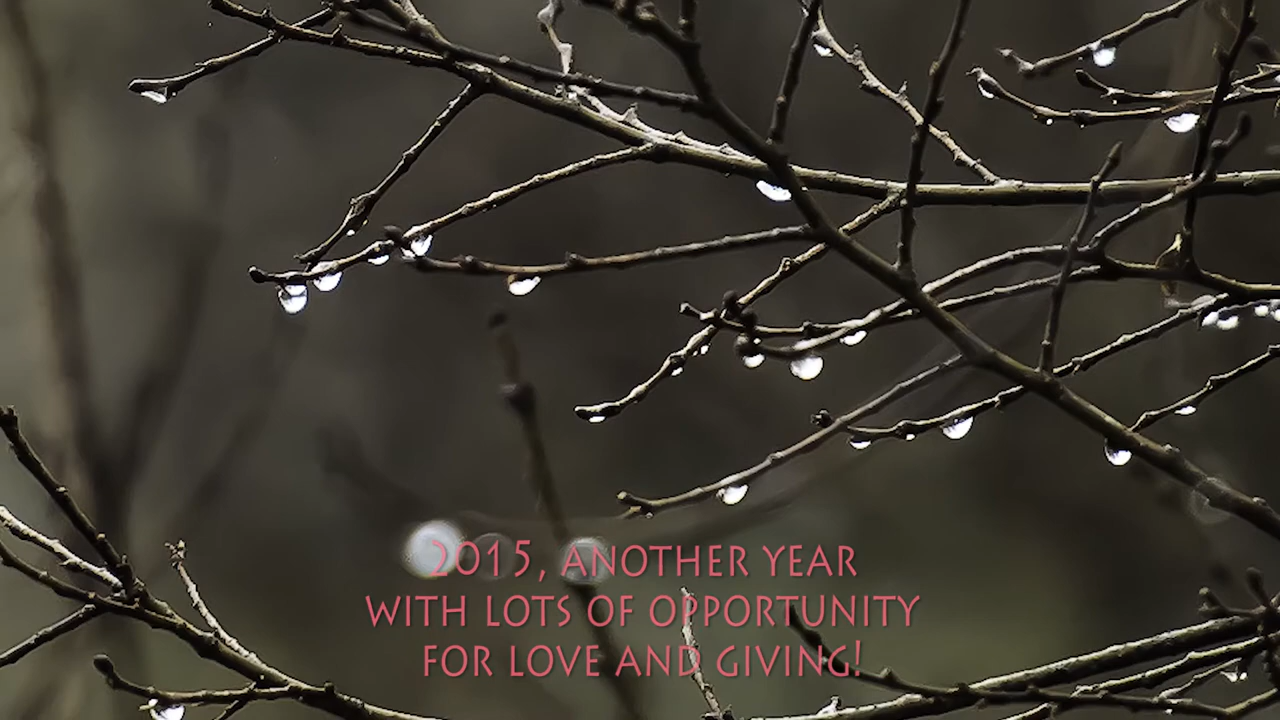 2015, ANOTHER YEAR
WITH LOTS OF OPPORTUNITY
FOR LOVE AND GIVING!